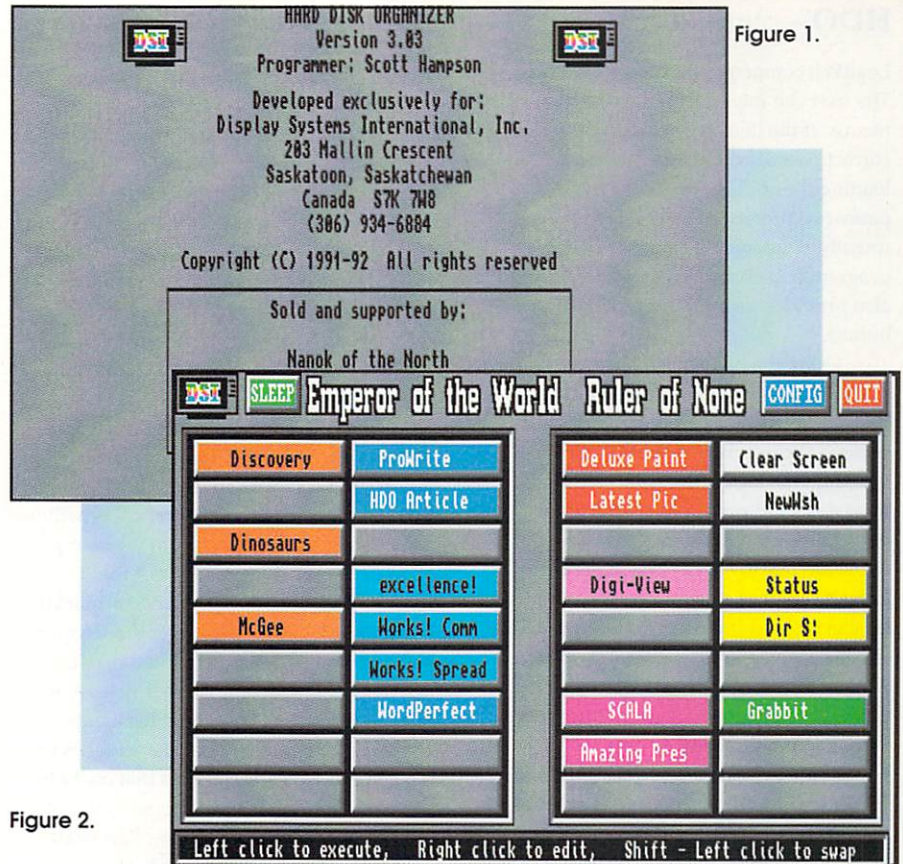 HARD DISK ORGANIZER
DSI
Version 3.03
DSI
Figure 1.
Programmer: Scott Hampson
Developed exclusively for:
Display Systems International, Inc.
203 Mallin Crescent
Saskatoon, Saskatchewan
Canada S7K 7W8
(306) 934-6884
Copyright (C) 1991-92 All rights reserved
Sold and supported by:
Nanok of the North
DSI SLEEP Emperor of the World Ruler of None CONFIG QUIT
Discovery ProWrite Deluxe Paint Clear Screen
HDO Article Latest Pic NewWsh
Dinosaurs
excellence! Digi-View Status
McGee Works! Comm Dir S:
Works! Spread
WordPerfect SCALA Grabbit
Amazing Pres
Figure 2.
Left click to execute, Right click to edit, Shift - Left click to swap